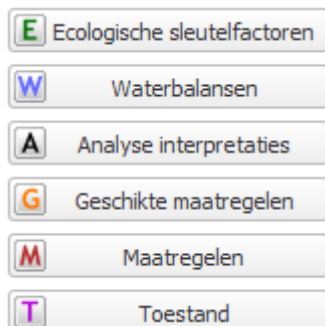 E Ecologische sleutelfactoren
W Waterbalansen
A Analyse interpretaties
G Geschikte maatregelen
M Maatregelen
T Toestand